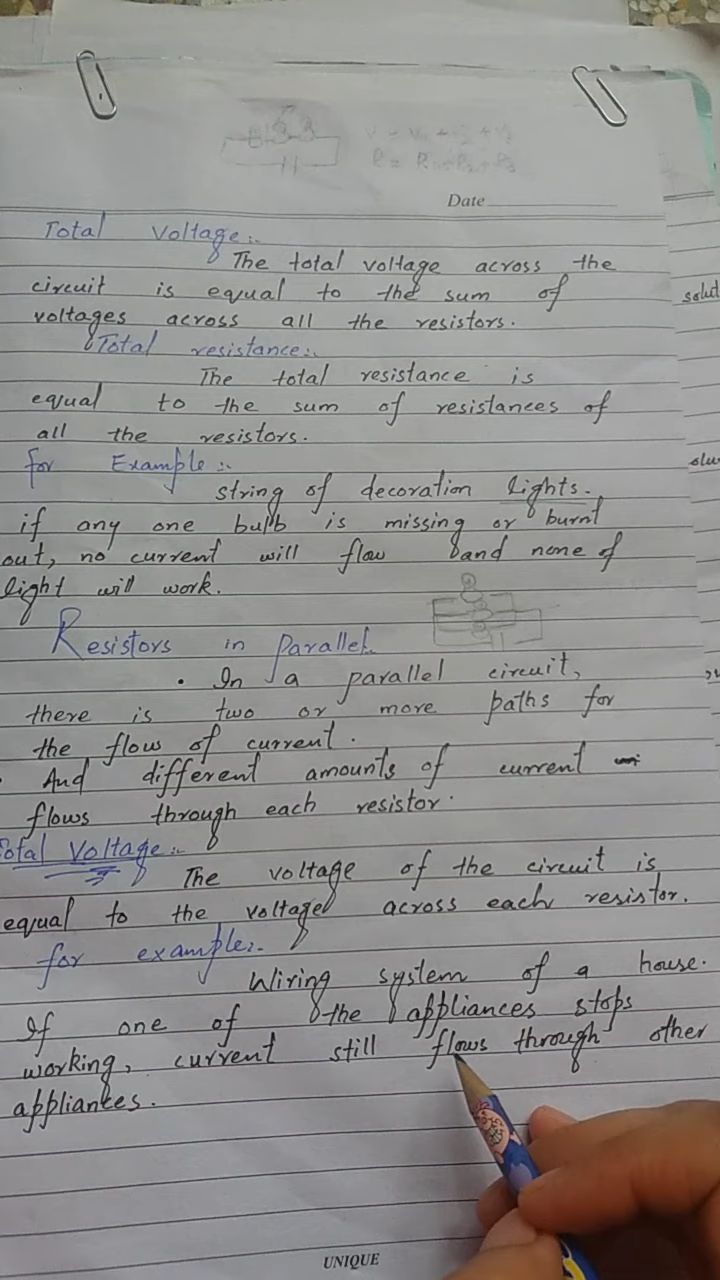 V = V1 + V2 + V3
R = R1 + R2 + R3
Date
Total Voltage:-
The total voltage across the
circuit is equal to the sum of
voltages across all the resistors.
Total resistance:-
The total resistance is
equal to the sum of resistances of
all the resistors.
for Example:-
string of decoration lights.
if any one bulb is missing or burnt
out, no current will flow and none of
light will work.
Resistors in Parallel.
• In a parallel circuit,
there is two or more paths for
the flow of current.
• And different amounts of current
flows through each resistor.
Total Voltage:-
The voltage of the circuit is
equal to the voltage across each resistor.
for example:-
Wiring system of a house.
If one of the appliances stops
working, current still flows through other
appliances.
UNIQUE